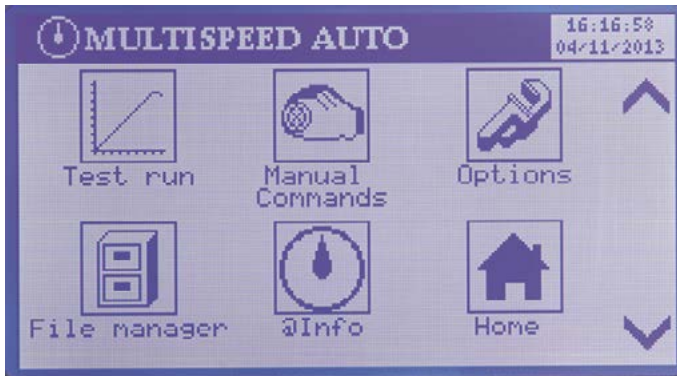 MULTISPEED AUTO
16:16:58
04/11/2013
Test run
Manual
Commands
Options
File manager
@Info
Home